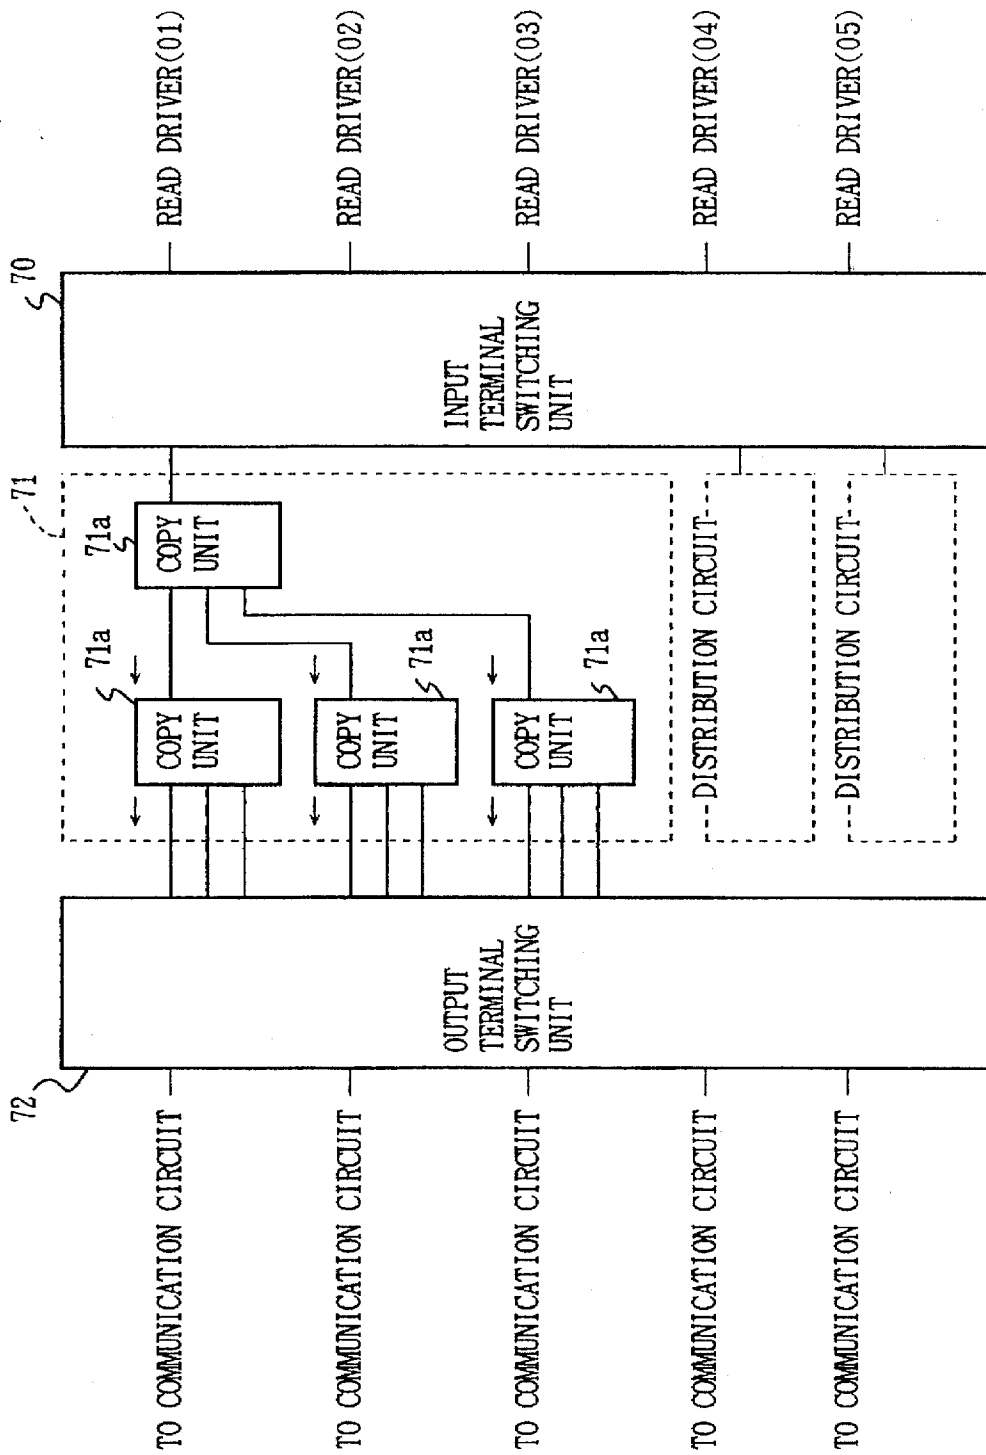 70
71
72
READ DRIVER(01)
READ DRIVER(02)
READ DRIVER(03)
READ DRIVER(04)
READ DRIVER(05)
INPUT
TERMINAL
SWITCHING
UNIT
71a
COPY
UNIT
71a
COPY
UNIT
71a
COPY
UNIT
71a
COPY
UNIT
DISTRIBUTION CIRCUIT
DISTRIBUTION CIRCUIT
OUTPUT
TERMINAL
SWITCHING
UNIT
TO COMMUNICATION CIRCUIT
TO COMMUNICATION CIRCUIT
TO COMMUNICATION CIRCUIT
TO COMMUNICATION CIRCUIT
TO COMMUNICATION CIRCUIT